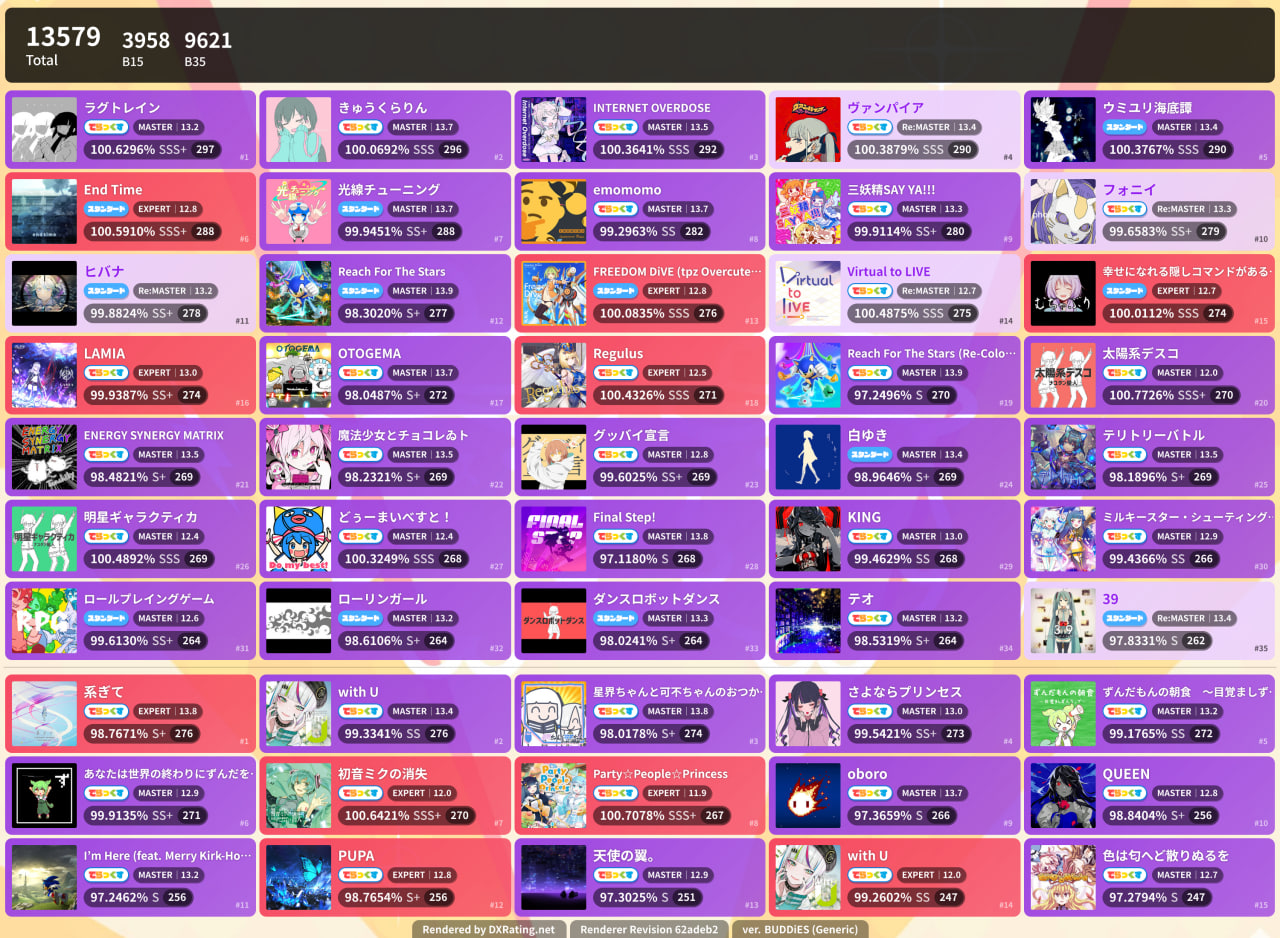 13579 3958 9621
Total B15 B35
ラグトレイン
でらっくす MASTER 13.2
100.6296% SSS+ 297
#1
きゅうくらりん
でらっくす MASTER 13.7
100.0692% SSS 296
#2
INTERNET OVERDOSE
でらっくす MASTER 13.5
100.3641% SSS 292
#3
ヴァンパイア
でらっくす Re:MASTER 13.4
100.3879% SSS 290
#4
ウミユリ海底譚
スタンダード MASTER 13.4
100.3767% SSS 290
#5
End Time
スタンダード EXPERT 12.8
100.5910% SSS+ 288
#6
光線チューニング
スタンダード MASTER 13.7
99.9451% SS+ 288
#7
emomomo
でらっくす MASTER 13.7
99.2963% SS 282
#8
三妖精SAY YA!!!
でらっくす MASTER 13.3
99.9114% SS+ 280
#9
フォニイ
でらっくす Re:MASTER 13.3
99.6583% SS+ 279
#10
ヒバナ
スタンダード Re:MASTER 13.2
99.8824% SS+ 278
#11
Reach For The Stars
スタンダード MASTER 13.9
98.3020% S+ 277
#12
FREEDOM DiVE (tpz Overcute⋯
スタンダード EXPERT 12.8
100.0835% SSS 276
#13
Virtual to LIVE
でらっくす Re:MASTER 12.7
100.4875% SSS 275
#14
幸せになれる隠しコマンドがある⋯
スタンダード EXPERT 12.7
100.0112% SSS 274
#15
LAMIA
でらっくす EXPERT 13.0
99.9387% SS+ 274
#16
OTOGEMA
でらっくす MASTER 13.7
98.0487% S+ 272
#17
Regulus
でらっくす EXPERT 12.5
100.4326% SSS 271
#18
Reach For The Stars (Re-Colo⋯
でらっくす MASTER 13.9
97.2496% S 270
#19
太陽系デスコ
でらっくす MASTER 12.0
100.7726% SSS+ 270
#20
ENERGY SYNERGY MATRIX
でらっくす MASTER 13.5
98.4821% S+ 269
#21
魔法少女とチョコレゐト
でらっくす MASTER 13.5
98.2321% S+ 269
#22
グッバイ宣言
でらっくす MASTER 12.8
99.6025% SS+ 269
#23
白ゆき
スタンダード MASTER 13.4
98.9646% S+ 269
#24
テリトリーバトル
でらっくす MASTER 13.5
98.1896% S+ 269
#25
明星ギャラクティカ
でらっくす MASTER 12.4
100.4892% SSS 269
#26
どぅーまいべすと！
でらっくす MASTER 12.4
100.3249% SSS 268
#27
Final Step!
でらっくす MASTER 13.8
97.1180% S 268
#28
KING
でらっくす MASTER 13.0
99.4629% SS 268
#29
ミルキースター・シューティング⋯
でらっくす MASTER 12.9
99.4366% SS 266
#30
ロールプレイングゲーム
スタンダード MASTER 12.6
99.6130% SS+ 264
#31
ローリンガール
スタンダード MASTER 13.2
98.6106% S+ 264
#32
ダンスロボットダンス
スタンダード MASTER 13.3
98.0241% S+ 264
#33
テオ
でらっくす MASTER 13.2
98.5319% S+ 264
#34
39
スタンダード Re:MASTER 13.4
97.8331% S 262
#35
系ぎて
でらっくす EXPERT 13.8
98.7671% S+ 276
#1
with U
でらっくす MASTER 13.4
99.3341% SS 276
#2
星界ちゃんと可不ちゃんのおつか⋯
でらっくす MASTER 13.8
98.0178% S+ 274
#3
さよならプリンセス
でらっくす MASTER 13.0
99.5421% SS+ 273
#4
ずんだもんの朝食　〜目覚ましず⋯
でらっくす MASTER 13.2
99.1765% SS 272
#5
あなたは世界の終わりにずんだを⋯
でらっくす MASTER 12.9
99.9135% SS+ 271
#6
初音ミクの消失
でらっくす EXPERT 12.0
100.6421% SSS+ 270
#7
Party☆People☆Princess
でらっくす EXPERT 11.9
100.7078% SSS+ 267
#8
oboro
でらっくす MASTER 13.7
97.3659% S 266
#9
QUEEN
でらっくす MASTER 12.8
98.8404% S+ 256
#10
I'm Here (feat. Merry Kirk-Ho⋯
でらっくす MASTER 13.2
97.2462% S 256
#11
PUPA
でらっくす EXPERT 12.8
98.7654% S+ 256
#12
天使の翼。
でらっくす MASTER 12.9
97.3025% S 251
#13
with U
でらっくす EXPERT 12.0
99.2602% SS 247
#14
色は匂へど散りぬるを
でらっくす MASTER 12.7
97.2794% S 247
#15
Rendered by DXRating.net Renderer Revision 62adeb2 ver. BUDDiES (Generic)